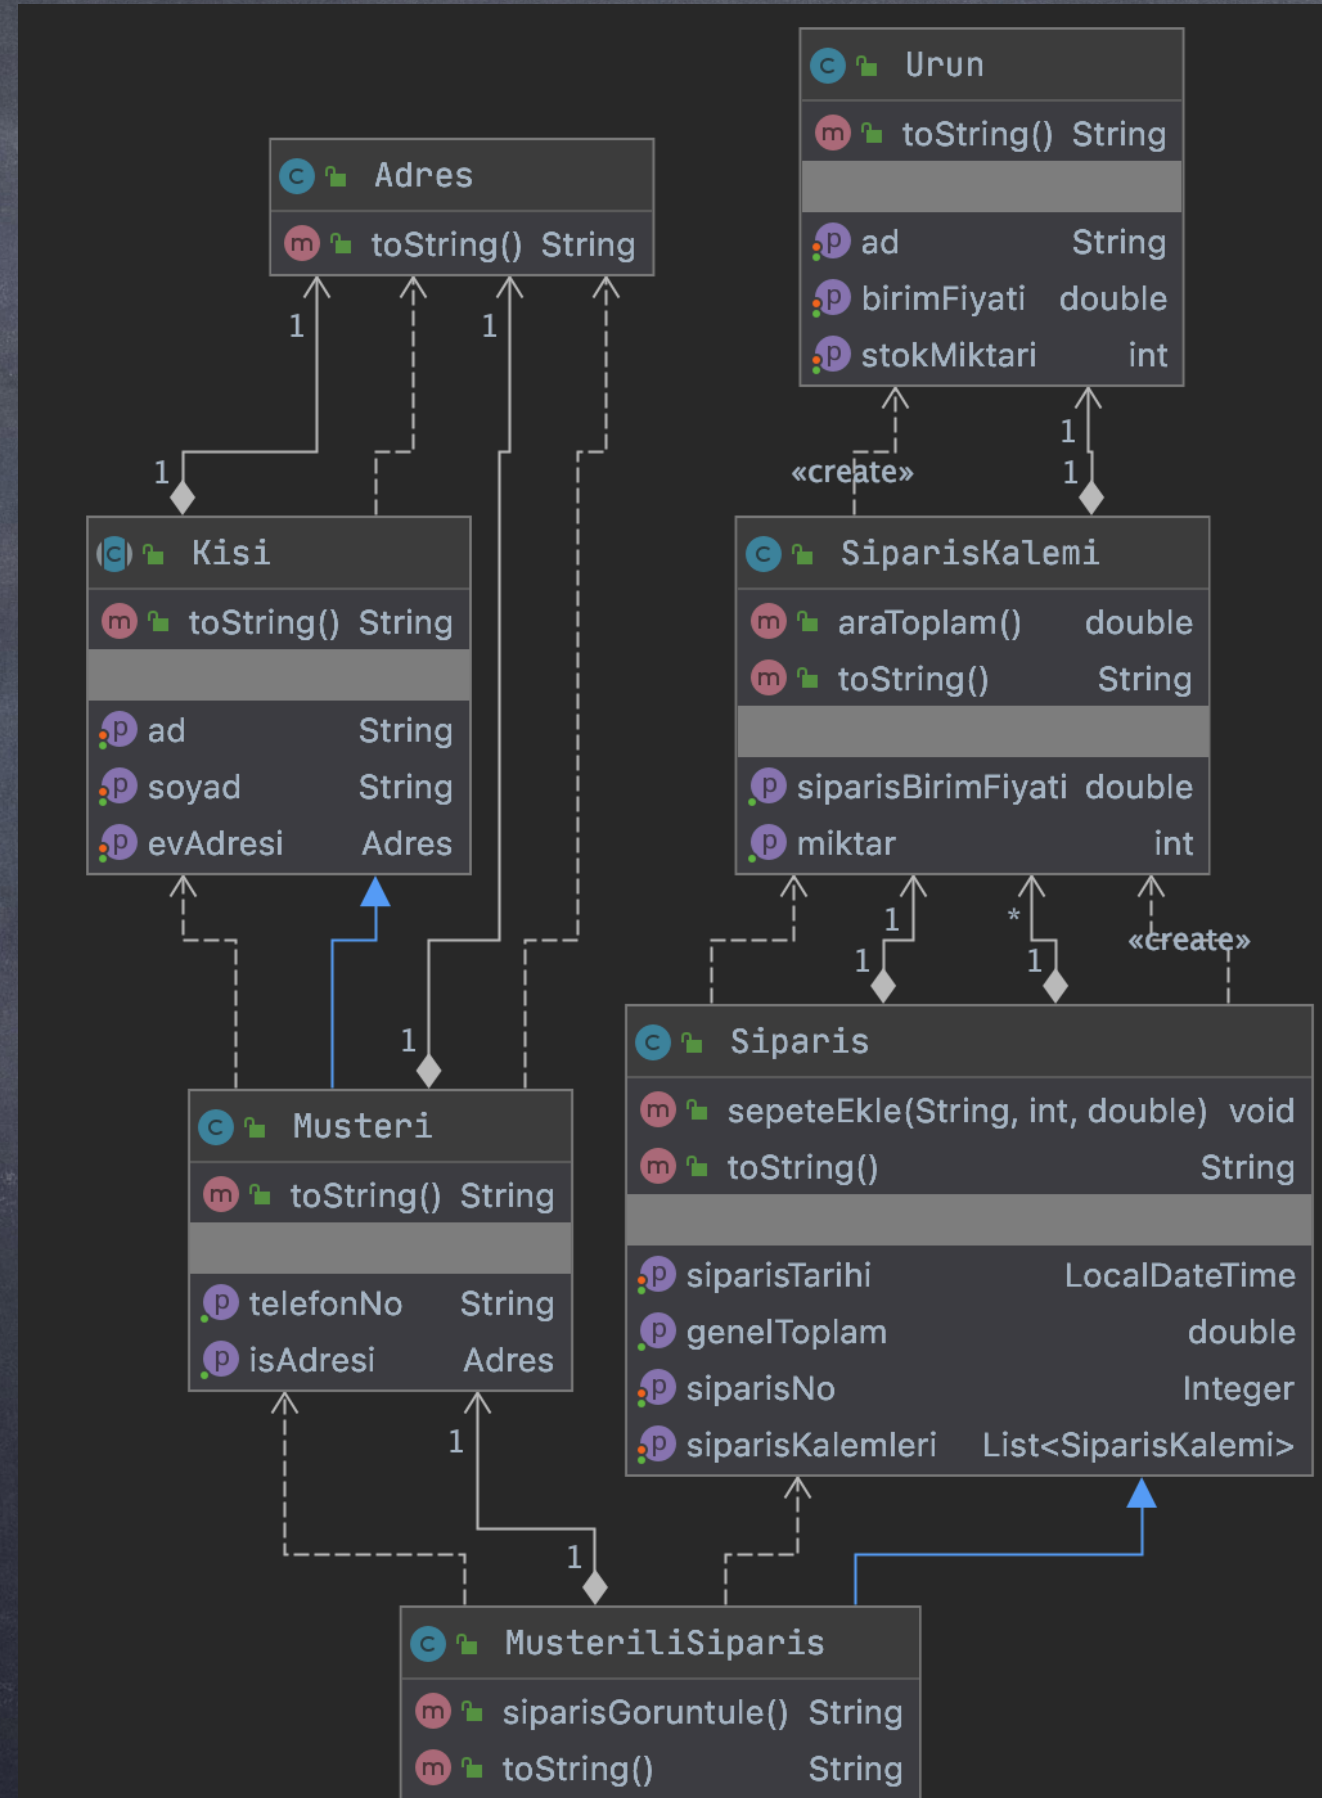 Urun
toString() String
ad String
birimFiyati double
stokMiktari int
Adres
toString() String
1
1
1
1
«create»
1
Kisi
toString() String
ad String
soyad String
evAdresi Adres
SiparisKalemi
araToplam() double
toString() String
siparisBirimFiyati double
miktar int
1
*
«create»
1
1
1
Musteri
toString() String
telefonNo String
isAdresi Adres
Siparis
sepeteEkle(String, int, double) void
toString() String
siparisTarihi LocalDateTime
genelToplam double
siparisNo Integer
siparisKalemleri List<SiparisKalemi>
1
1
MusteriliSiparis
siparisGoruntule() String
toString() String